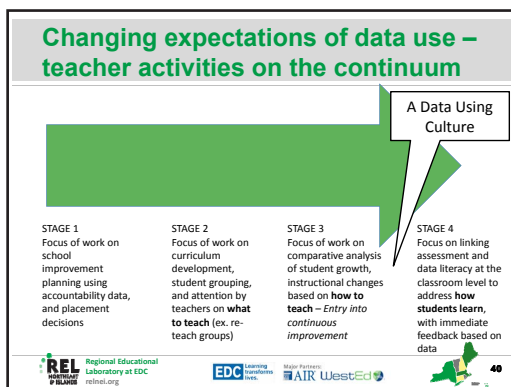 Changing expectations of data use –
teacher activities on the continuum
A Data Using
Culture
STAGE 1
Focus of work on
school
improvement
planning using
accountability data,
and placement
decisions
STAGE 2
Focus of work on
curriculum
development,
student grouping,
and attention by
teachers on what
to teach (ex. re-
teach groups)
STAGE 3
Focus of work on
comparative analysis
of student growth,
instructional changes
based on how to
teach – Entry into
continuous
improvement
STAGE 4
Focus on linking
assessment and
data literacy at the
classroom level to
address how
students learn,
with immediate
feedback based on
data
REL
NORTHEAST
& ISLANDS
Regional Educational
Laboratory at EDC
relnei.org
EDC
Learning
transforms
lives.
Major Partners:
AIR WestEd
40